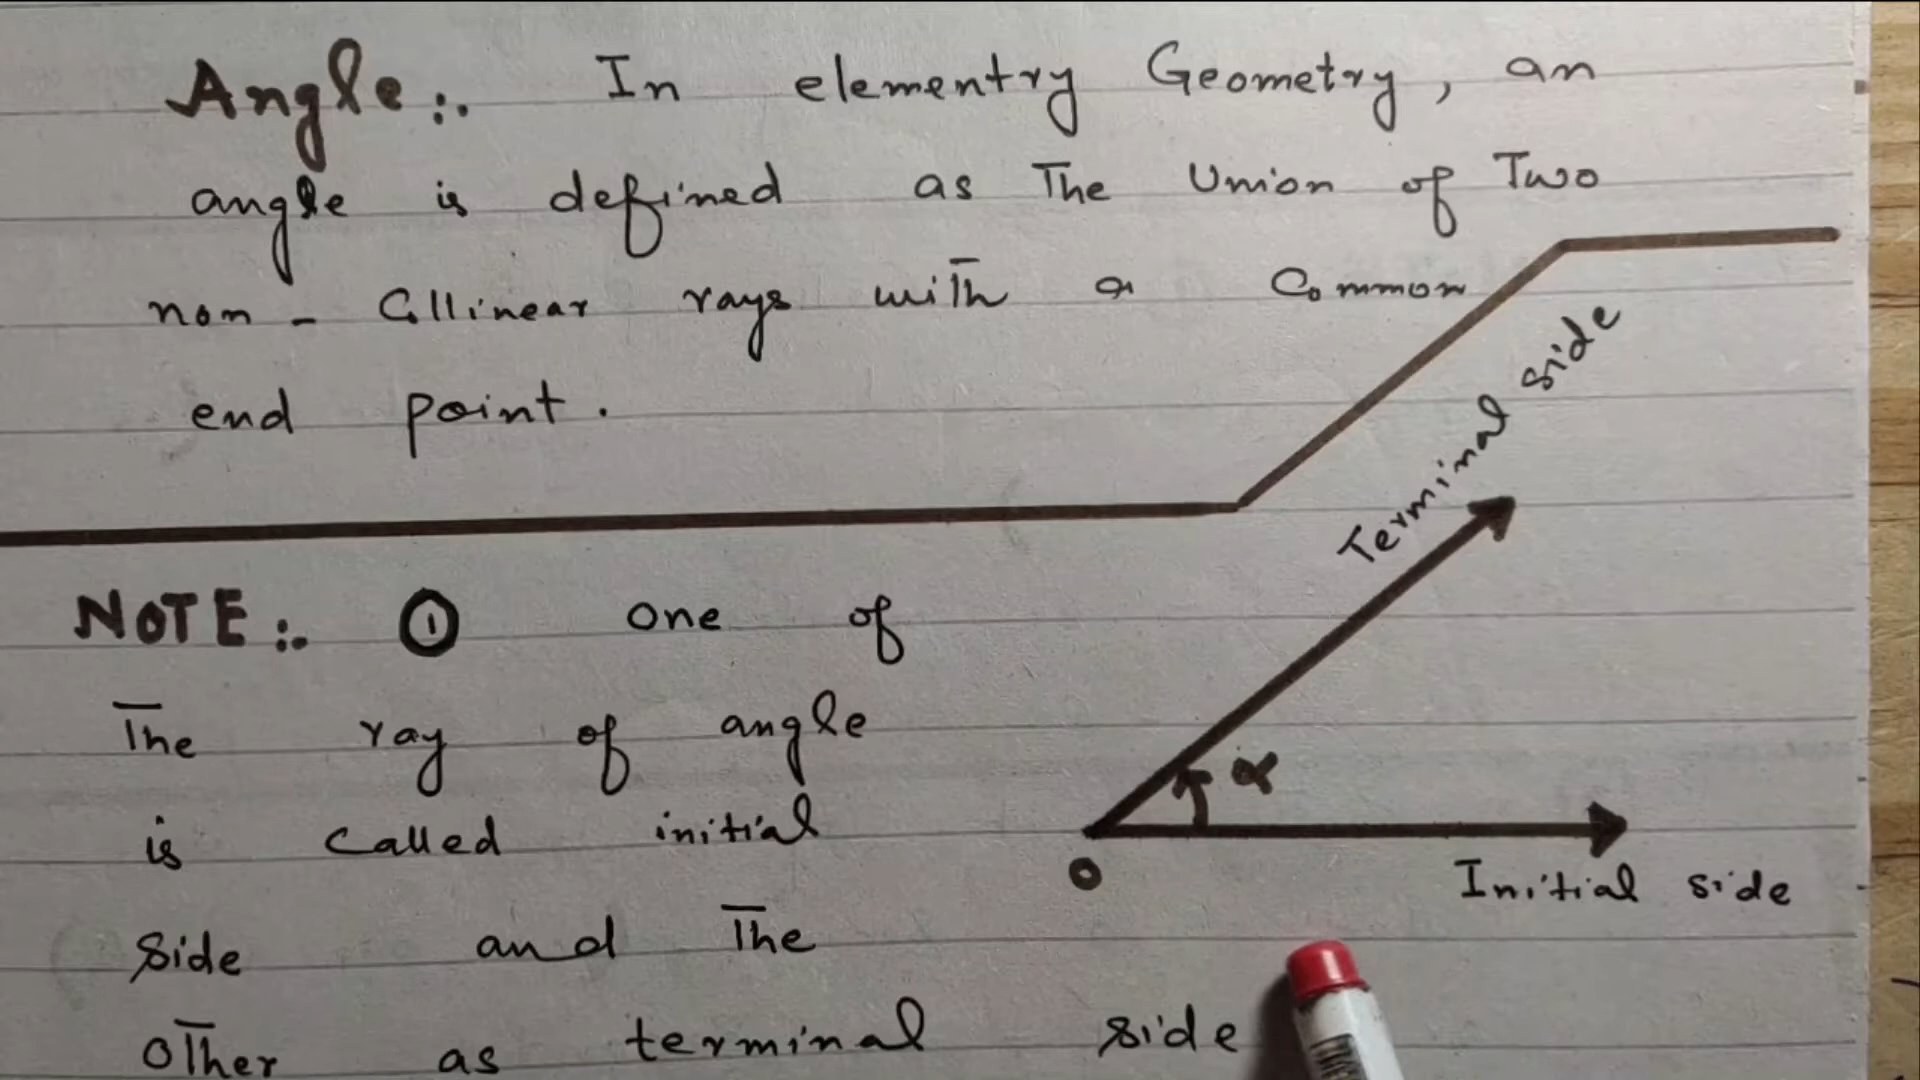 Angle:. In elementry Geometry, an
angle is defined as The Union of Two
non - Collinear rays with a Common
end point.
Terminal side
NOTE:. ① one of
The ray of angle
is called initial
side and The
other as terminal side
α
O
Initial side